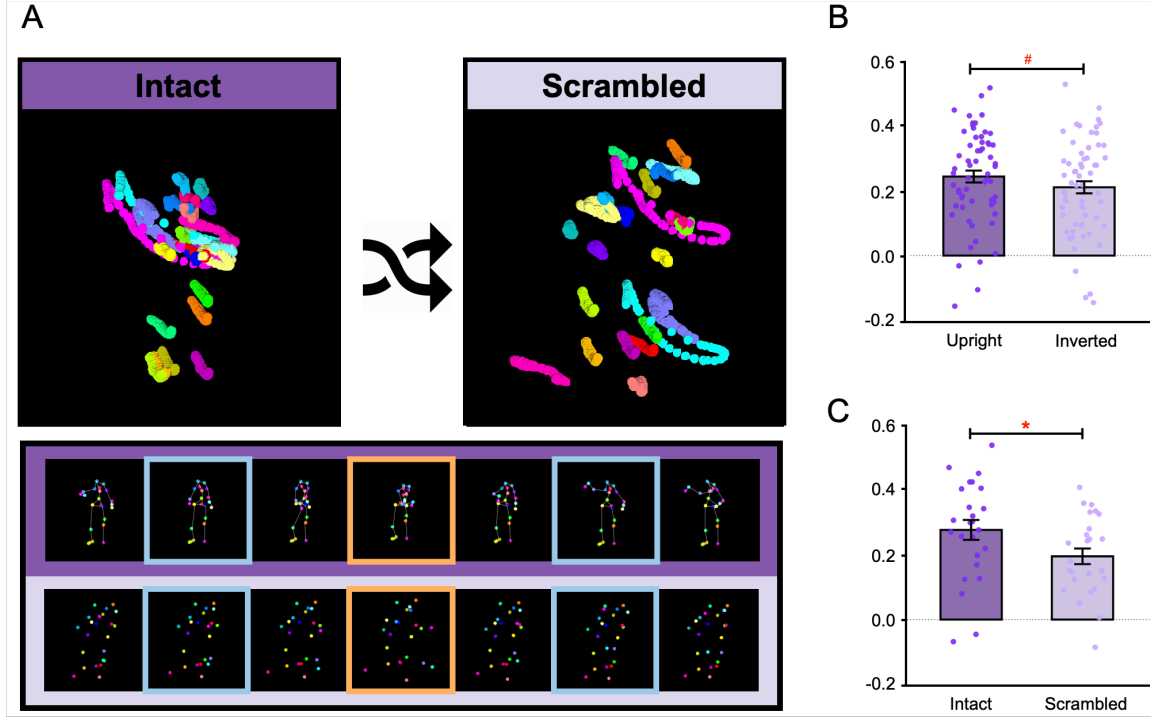 A
Intact
Scrambled
B
0.6
0.4
0.2
0.0
-0.2
#
Upright
Inverted
C
0.6
0.4
0.2
0.0
-0.2
*
Intact
Scrambled